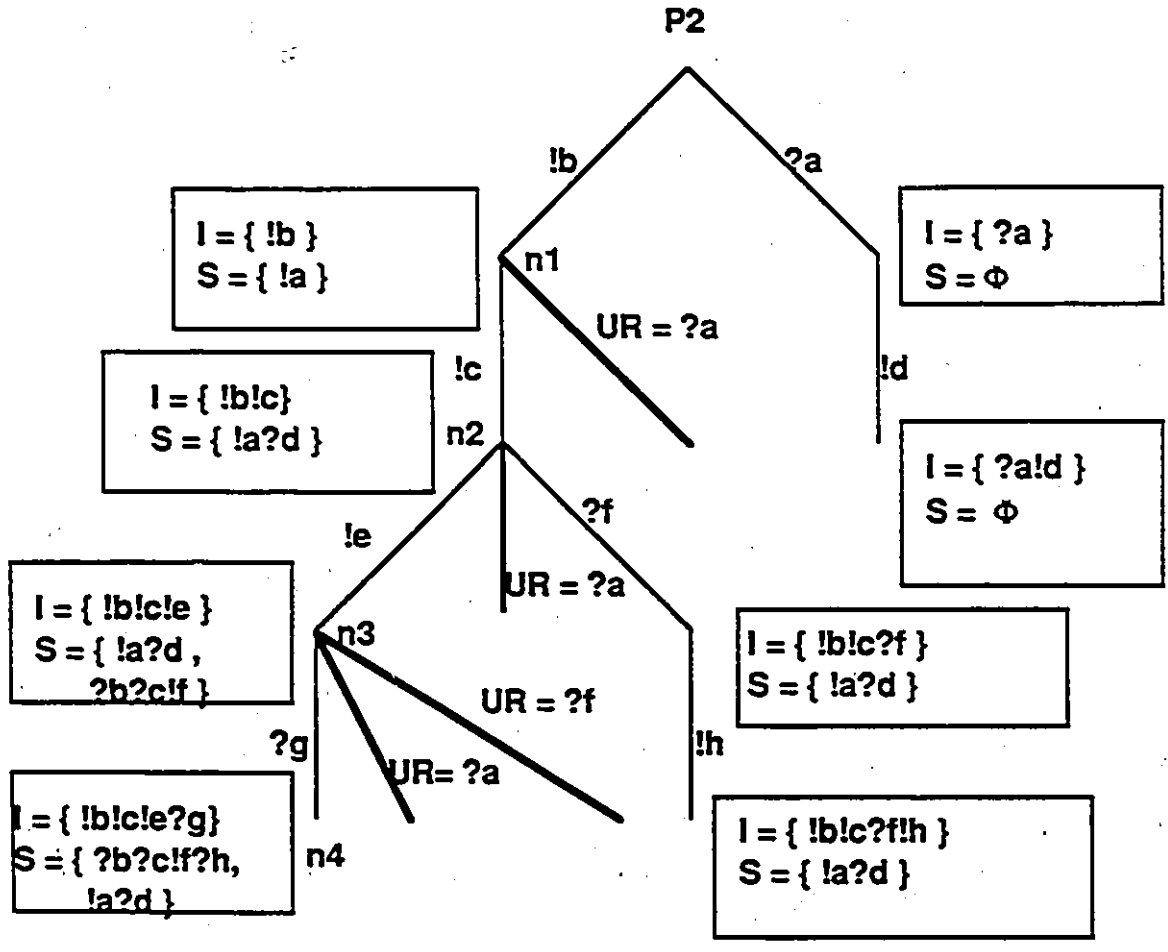 P2
!b
?a
I = { !b }
S = { !a }
I = { ?a }
S = Φ
n1
UR = ?a
!c
!d
I = { !b!c}
S = { !a?d }
n2
I = { ?a!d }
S = Φ
?f
!e
UR = ?a
I = { !b!c!e }
S = { !a?d ,
?b?c!f }
n3
I = { !b!c?f }
S = { !a?d }
UR = ?f
?g
!h
UR= ?a
I = { !b!c!e?g}
S = { ?b?c!f?h,
!a?d }
n4
I = { !b!c?f!h }
S = { !a?d }